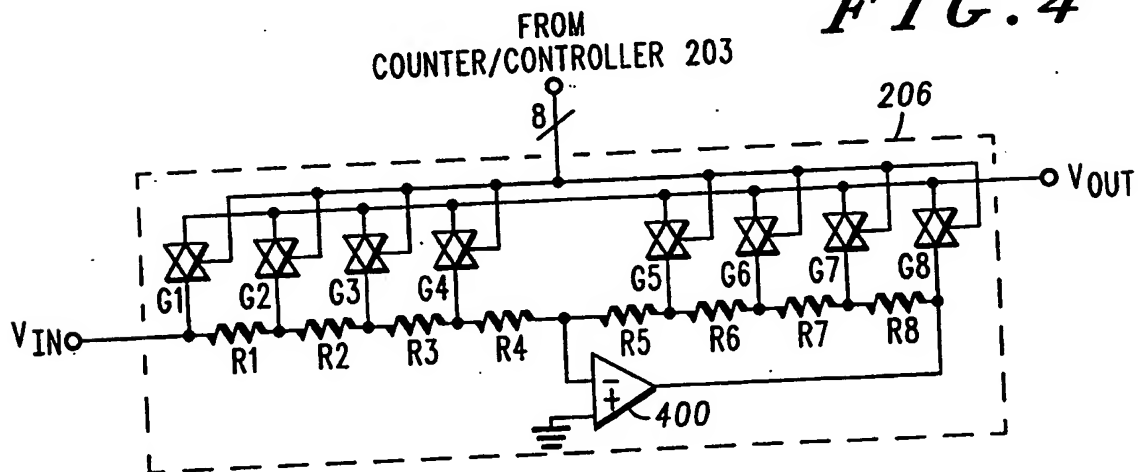 FIG. 4
FROM
COUNTER/CONTROLLER 203
8
206
VOUT
G1 G2 G3 G4 G5 G6 G7 G8
VIN
R1 R2 R3 R4 R5 R6 R7 R8
− +
400